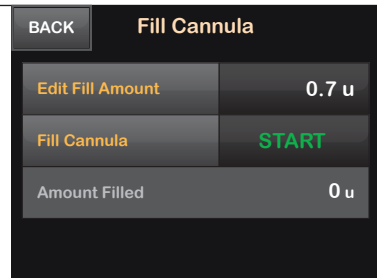 BACK Fill Cannula
Edit Fill Amount 0.7 u
Fill Cannula START
Amount Filled 0 u